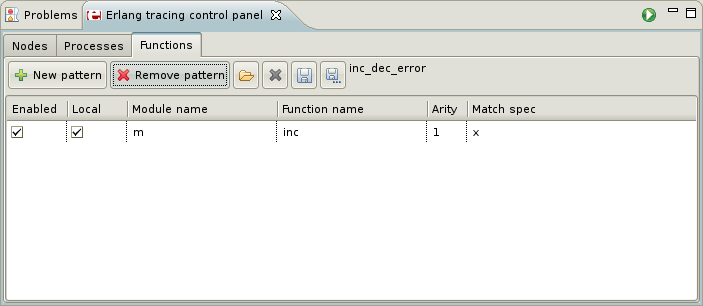 Problems Erlang tracing control panel
Nodes Processes Functions
New pattern Remove pattern inc_dec_error
Enabled Local Module name Function name Arity Match spec
m inc 1 x